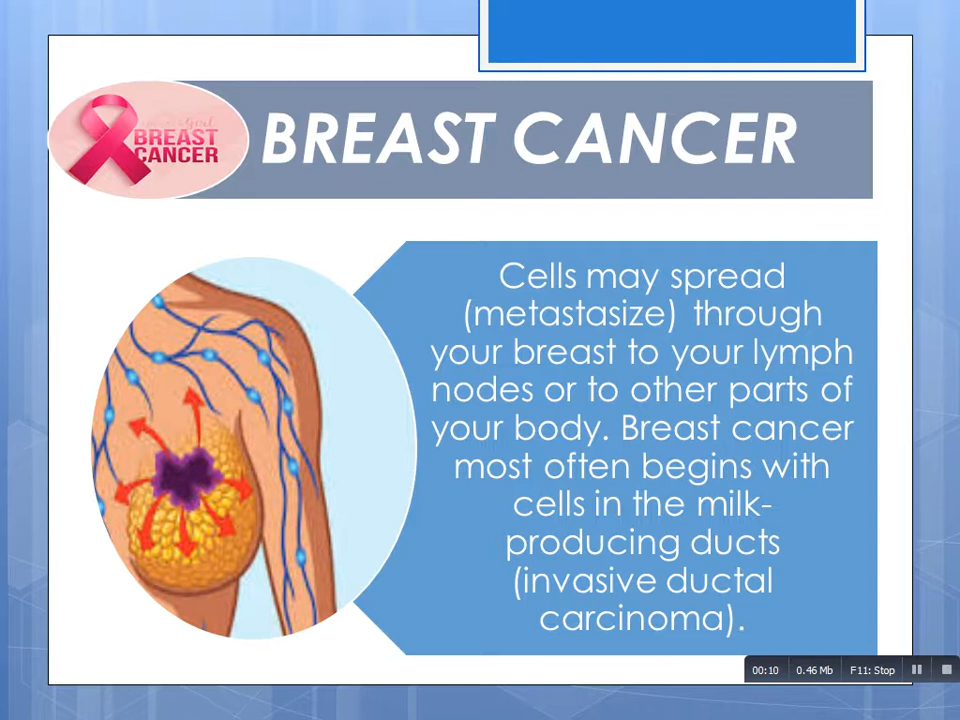 BREAST
CANCER
BREAST CANCER
Cells may spread
(metastasize) through
your breast to your lymph
nodes or to other parts of
your body. Breast cancer
most often begins with
cells in the milk-
producing ducts
(invasive ductal
carcinoma).
00:10 0.46 Mb F11: Stop